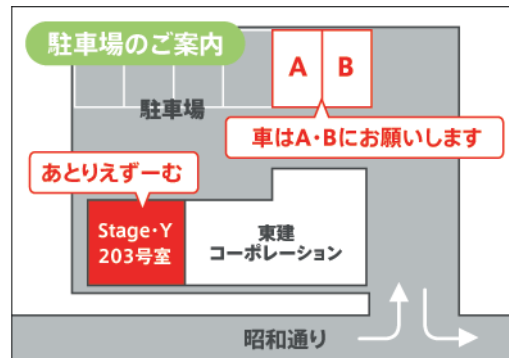 駐車場のご案内
A
B
駐車場
車はA・Bにお願いします
あとりえずーむ
Stage・Y
203号室
東建
コーポレーション
昭和通り